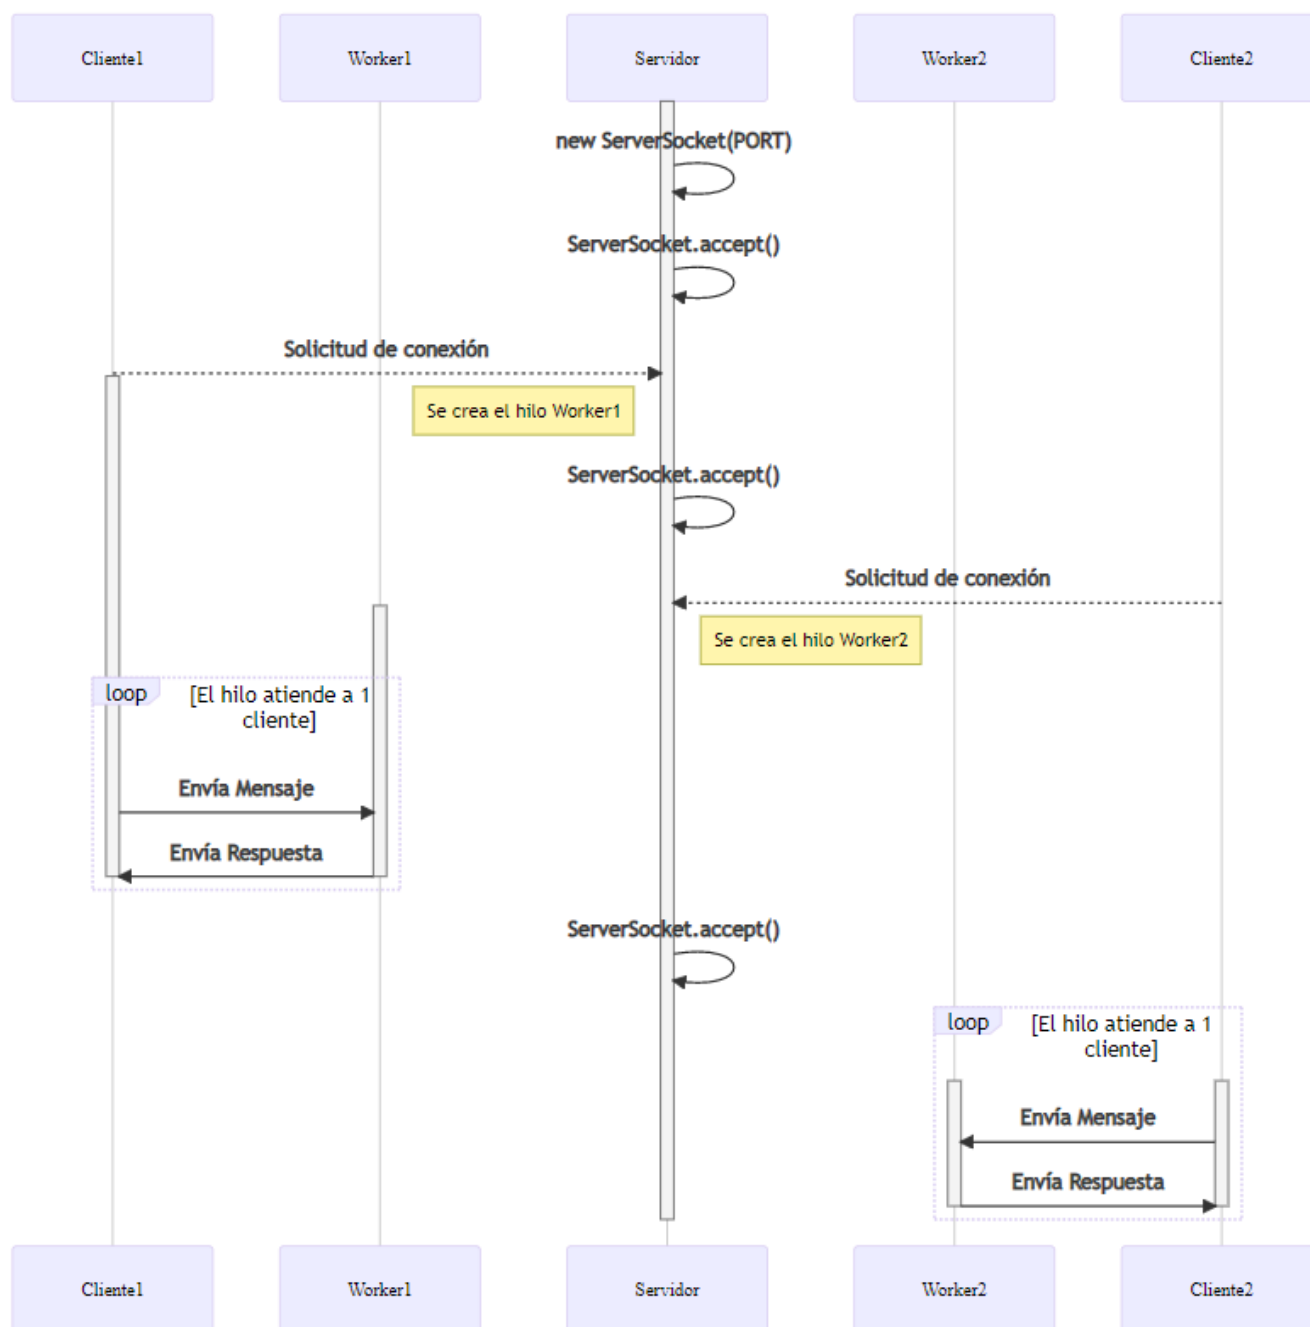 Cliente1
Worker1
Servidor
Worker2
Cliente2
new ServerSocket(PORT)
ServerSocket.accept()
Solicitud de conexión
Se crea el hilo Worker1
ServerSocket.accept()
Solicitud de conexión
Se crea el hilo Worker2
loop
[El hilo atiende a 1
cliente]
Envía Mensaje
Envía Respuesta
ServerSocket.accept()
loop
[El hilo atiende a 1
cliente]
Envía Mensaje
Envía Respuesta
Cliente1
Worker1
Servidor
Worker2
Cliente2